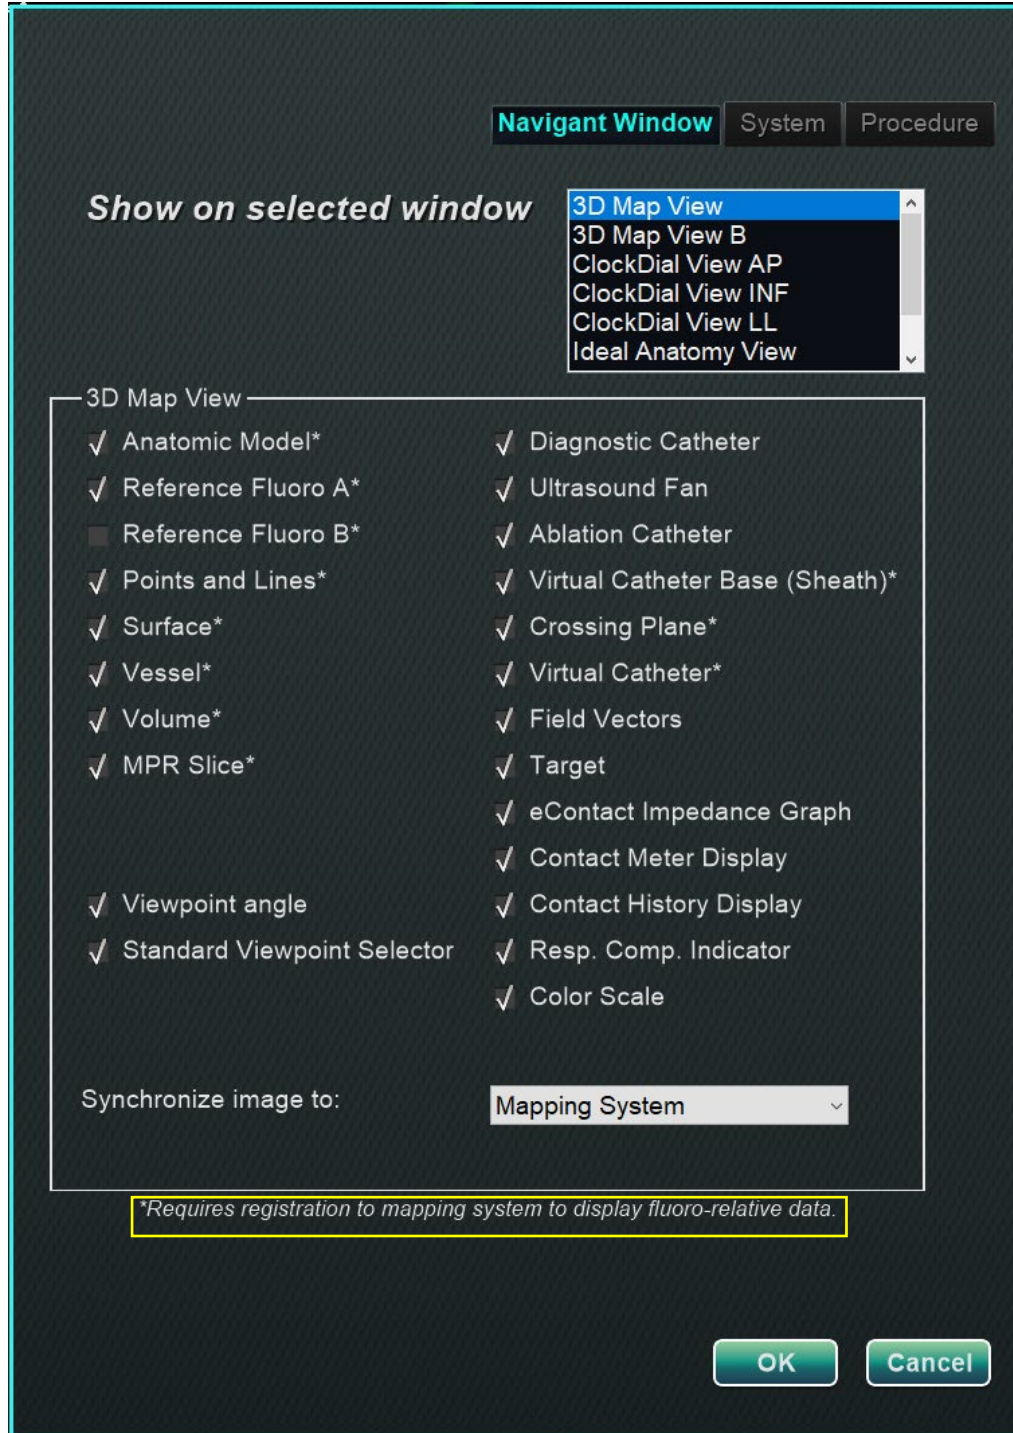 Navigant Window System Procedure
Show on selected window
3D Map View
3D Map View B
ClockDial View AP
ClockDial View INF
ClockDial View LL
Ideal Anatomy View
3D Map View
Anatomic Model*
Reference Fluoro A*
Reference Fluoro B*
Points and Lines*
Surface*
Vessel*
Volume*
MPR Slice*
Viewpoint angle
Standard Viewpoint Selector
Diagnostic Catheter
Ultrasound Fan
Ablation Catheter
Virtual Catheter Base (Sheath)*
Crossing Plane*
Virtual Catheter*
Field Vectors
Target
eContact Impedance Graph
Contact Meter Display
Contact History Display
Resp. Comp. Indicator
Color Scale
Synchronize image to: Mapping System
*Requires registration to mapping system to display fluoro-relative data.
OK Cancel